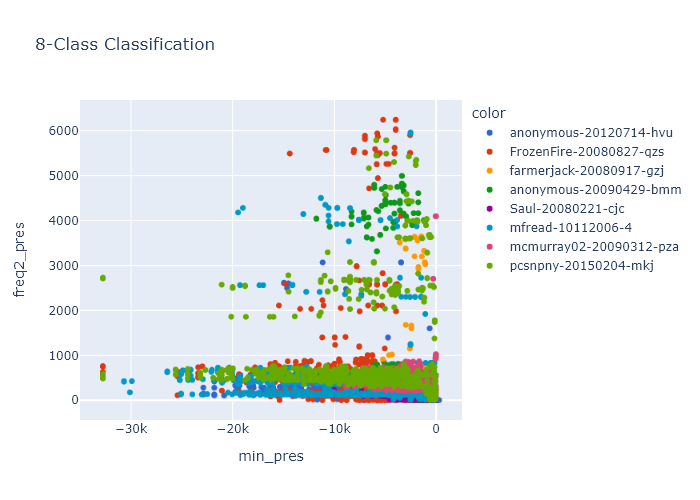 8-Class Classification
color
anonymous-20120714-hvu
FrozenFire-20080827-qzs
farmerjack-20080917-gzj
anonymous-20090429-bmm
Saul-20080221-cjc
mfread-10112006-4
mcmurray02-20090312-pza
pcsnpny-20150204-mkj
freq2_pres
6000
5000
4000
3000
2000
1000
0
−30k
−20k
−10k
0
min_pres